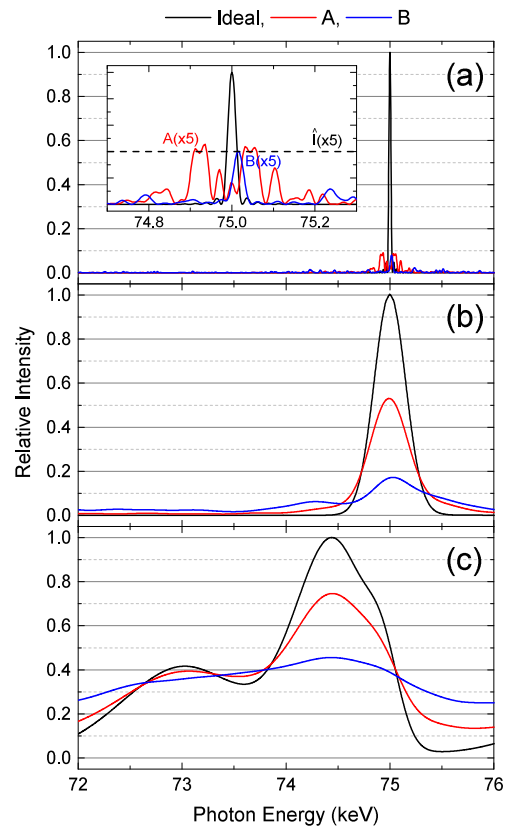 Ideal, A, B
(a)
A(x5)
B(x5)
Î(x5)
74.8 75.0 75.2
1.0
0.8
0.6
0.4
0.2
0.0
(b)
1.0
0.8
0.6
0.4
0.2
0.0
(c)
1.0
0.8
0.6
0.4
0.2
0.0
72 73 74 75 76
Relative Intensity
Photon Energy (keV)